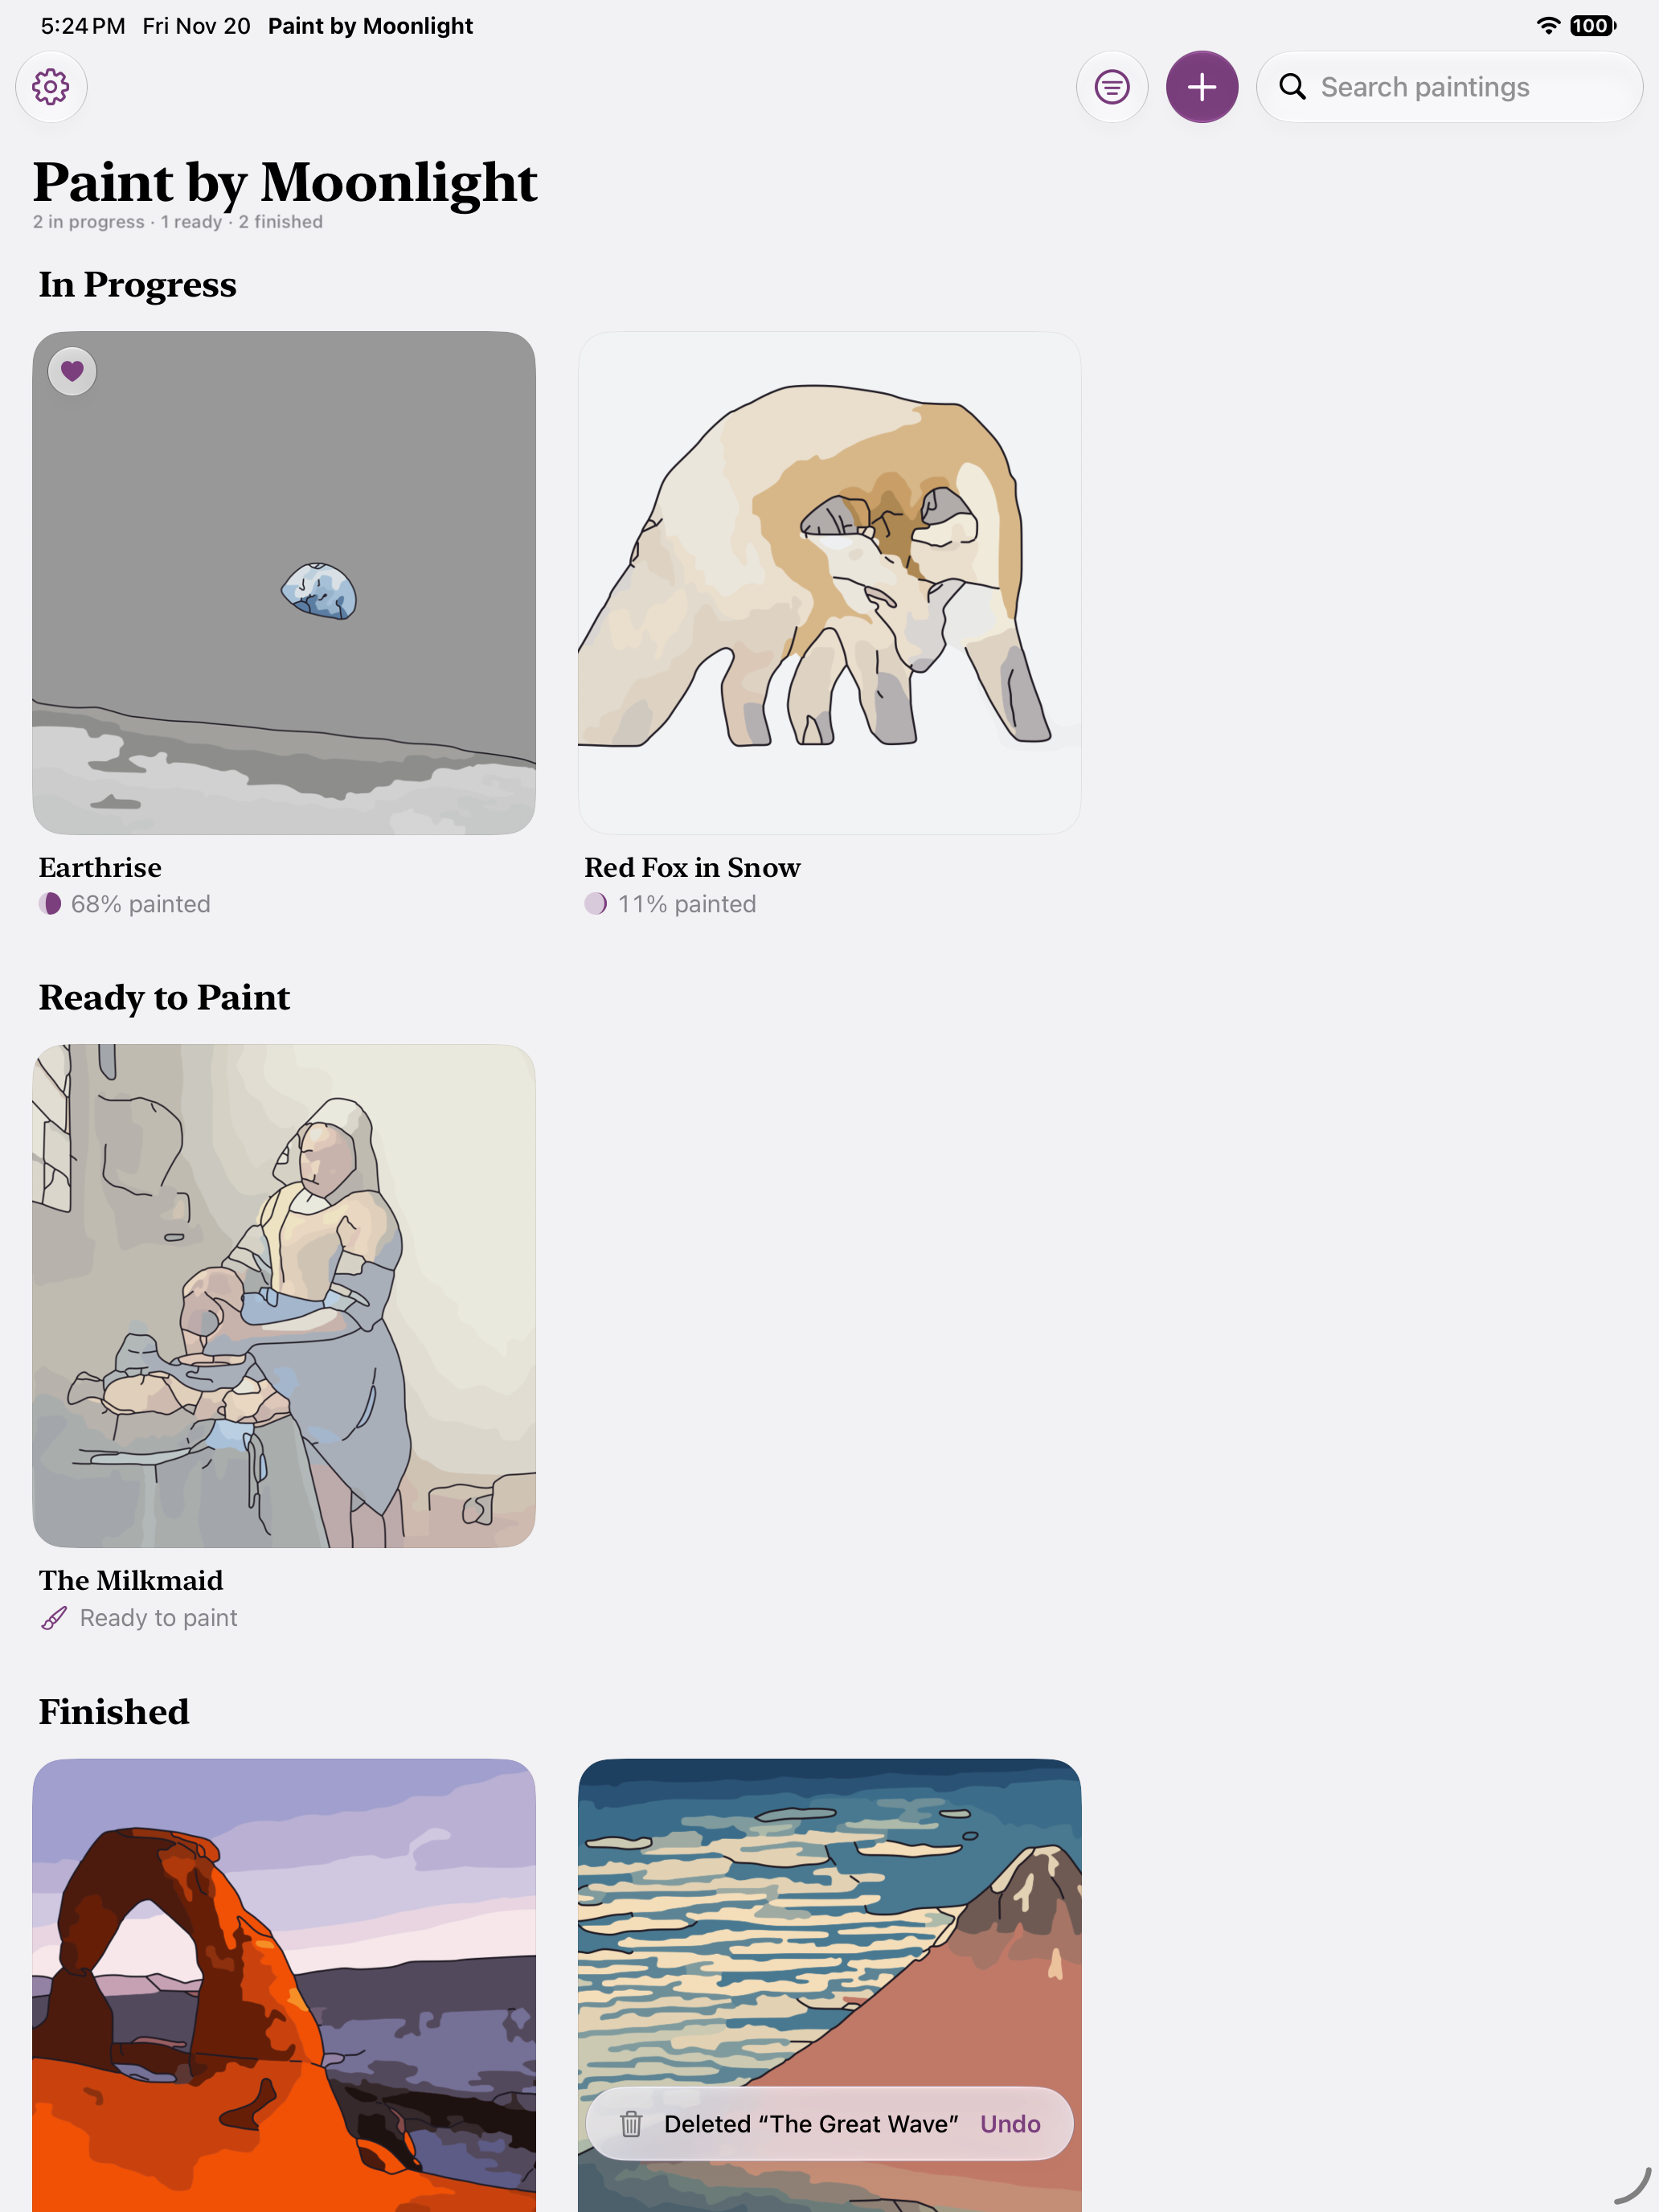 5:24 PM Fri Nov 20 Paint by Moonlight
100
Search paintings
Paint by Moonlight
2 in progress · 1 ready · 2 finished
In Progress
Earthrise
68% painted
Red Fox in Snow
11% painted
Ready to Paint
The Milkmaid
Ready to paint
Finished
Deleted “The Great Wave” Undo